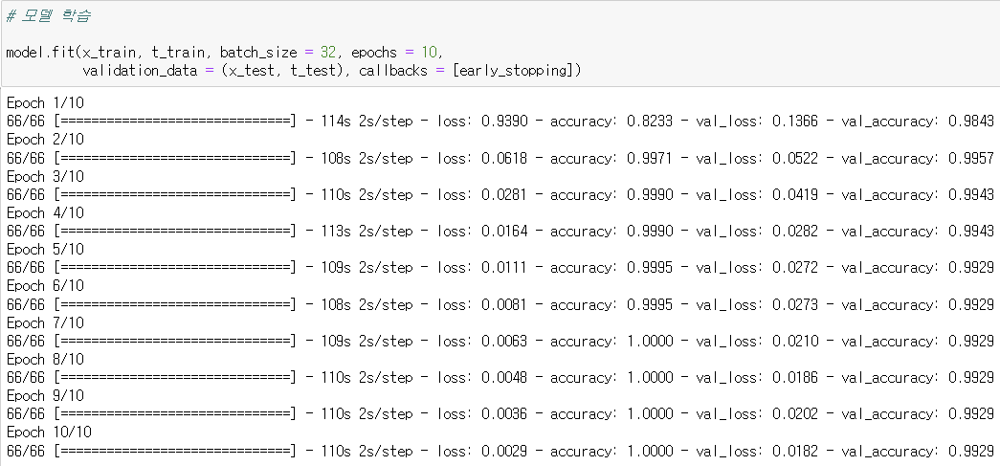 # 모델 학습
model.fit(x_train, t_train, batch_size = 32, epochs = 10,
validation_data = (x_test, t_test), callbacks = [early_stopping])
Epoch 1/10
66/66 [==============================] - 114s 2s/step - loss: 0.9390 - accuracy: 0.8233 - val_loss: 0.1366 - val_accuracy: 0.9843
Epoch 2/10
66/66 [==============================] - 108s 2s/step - loss: 0.0618 - accuracy: 0.9971 - val_loss: 0.0522 - val_accuracy: 0.9957
Epoch 3/10
66/66 [==============================] - 110s 2s/step - loss: 0.0281 - accuracy: 0.9990 - val_loss: 0.0419 - val_accuracy: 0.9943
Epoch 4/10
66/66 [==============================] - 113s 2s/step - loss: 0.0164 - accuracy: 0.9990 - val_loss: 0.0282 - val_accuracy: 0.9943
Epoch 5/10
66/66 [==============================] - 109s 2s/step - loss: 0.0111 - accuracy: 0.9995 - val_loss: 0.0272 - val_accuracy: 0.9929
Epoch 6/10
66/66 [==============================] - 108s 2s/step - loss: 0.0081 - accuracy: 0.9995 - val_loss: 0.0273 - val_accuracy: 0.9929
Epoch 7/10
66/66 [==============================] - 109s 2s/step - loss: 0.0063 - accuracy: 1.0000 - val_loss: 0.0210 - val_accuracy: 0.9929
Epoch 8/10
66/66 [==============================] - 110s 2s/step - loss: 0.0048 - accuracy: 1.0000 - val_loss: 0.0186 - val_accuracy: 0.9929
Epoch 9/10
66/66 [==============================] - 110s 2s/step - loss: 0.0036 - accuracy: 1.0000 - val_loss: 0.0202 - val_accuracy: 0.9929
Epoch 10/10
66/66 [==============================] - 110s 2s/step - loss: 0.0029 - accuracy: 1.0000 - val_loss: 0.0182 - val_accuracy: 0.9929